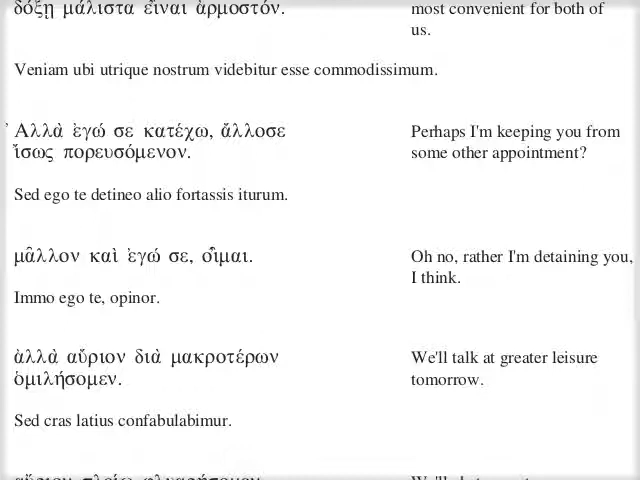 δόξῃ μάλιστα εἶναι ἁρμοστόν.
most convenient for both of
us.
Veniam ubi utrique nostrum videbitur esse commodissimum.
Ἀλλὰ ἐγώ σε κατέχω, ἄλλοσε
ἴσως πορευσόμενον.
Perhaps I'm keeping you from
some other appointment?
Sed ego te detineo alio fortassis iturum.
μᾶλλον καὶ ἐγώ σε, οἶμαι.
Oh no, rather I'm detaining you,
I think.
Immo ego te, opinor.
ἀλλὰ αὔριον διὰ μακροτέρων
ὁμιλήσομεν.
We'll talk at greater leisure
tomorrow.
Sed cras latius confabulabimur.